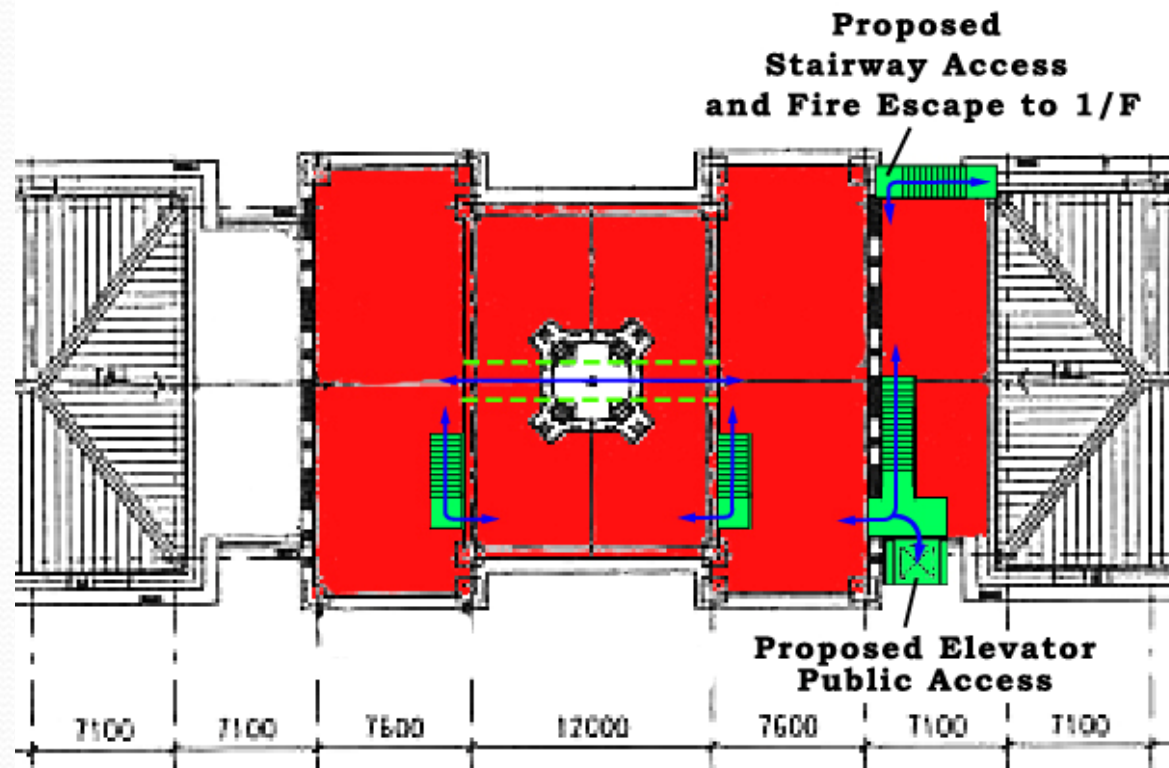 Proposed
Stairway Access
and Fire Escape to 1/F
Proposed Elevator
Public Access
7100 7100 7600 12000 7600 7100 7100